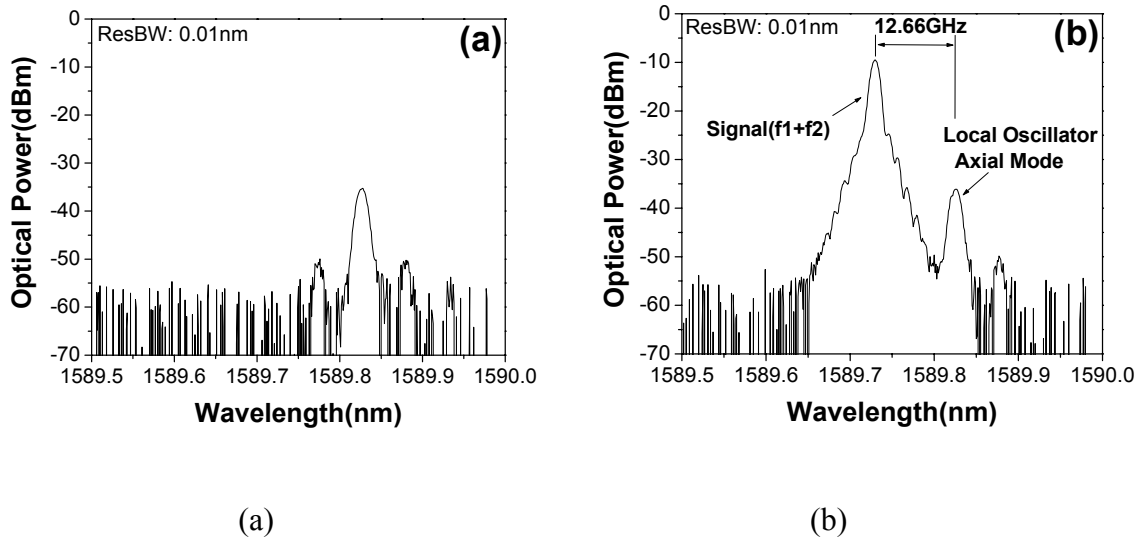 ResBW: 0.01nm
(a)
0
-10
-20
-30
-40
-50
-60
-70
Optical Power(dBm)
1589.5 1589.6 1589.7 1589.8 1589.9 1590.0
Wavelength(nm)
ResBW: 0.01nm
12.66GHz
(b)
0
-10
-20
-30
-40
-50
-60
-70
Optical Power(dBm)
Signal(f1+f2)
Local Oscillator
Axial Mode
1589.5 1589.6 1589.7 1589.8 1589.9 1590.0
Wavelength(nm)
(a) (b)